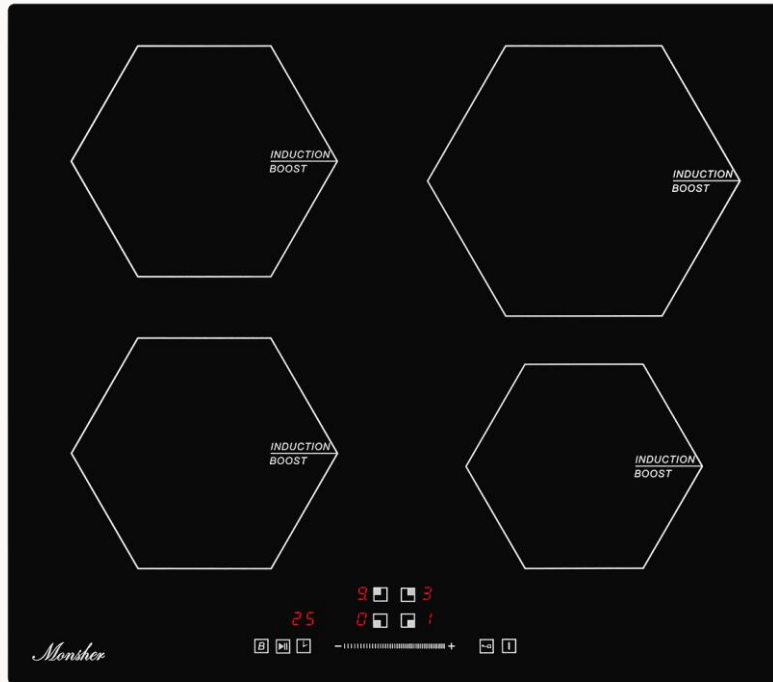 INDUCTION
BOOST
INDUCTION
BOOST
INDUCTION
BOOST
INDUCTION
BOOST
9. 3
25 0 1
B - +
Monsher